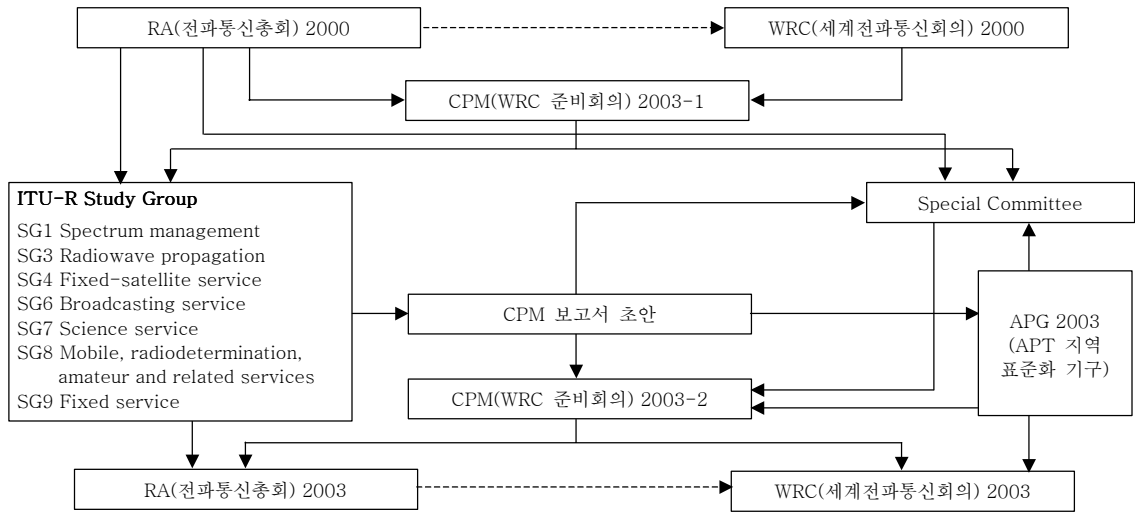 RA(전파통신총회) 2000
WRC(세계전파통신회의) 2000
CPM(WRC 준비회의) 2003-1
ITU-R Study Group
SG1 Spectrum management
SG3 Radiowave propagation
SG4 Fixed-satellite service
SG6 Broadcasting service
SG7 Science service
SG8 Mobile, radiodetermination,
amateur and related services
SG9 Fixed service
Special Committee
CPM 보고서 초안
APG 2003
(APT 지역
표준화 기구)
CPM(WRC 준비회의) 2003-2
RA(전파통신총회) 2003
WRC(세계전파통신회의) 2003